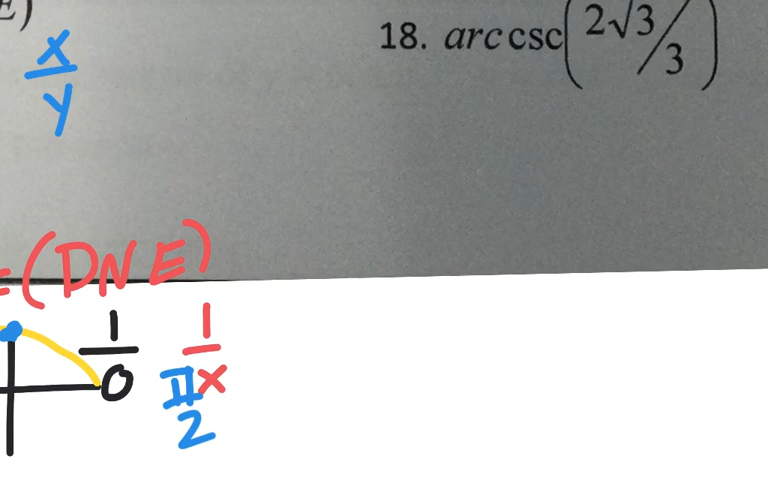 E)
x/y
18. arc csc(2√3/3)
=(DNE)
1/0
1/x
π/2